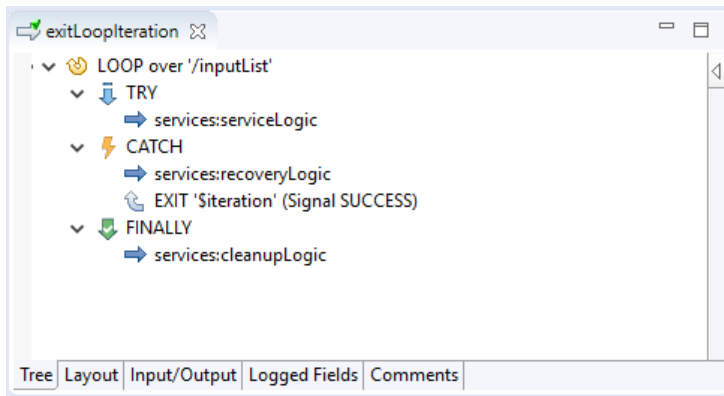 exitLoopIteration
LOOP over '/inputList'
TRY
services:serviceLogic
CATCH
services:recoveryLogic
EXIT '$iteration' (Signal SUCCESS)
FINALLY
services:cleanupLogic
Tree Layout Input/Output Logged Fields Comments